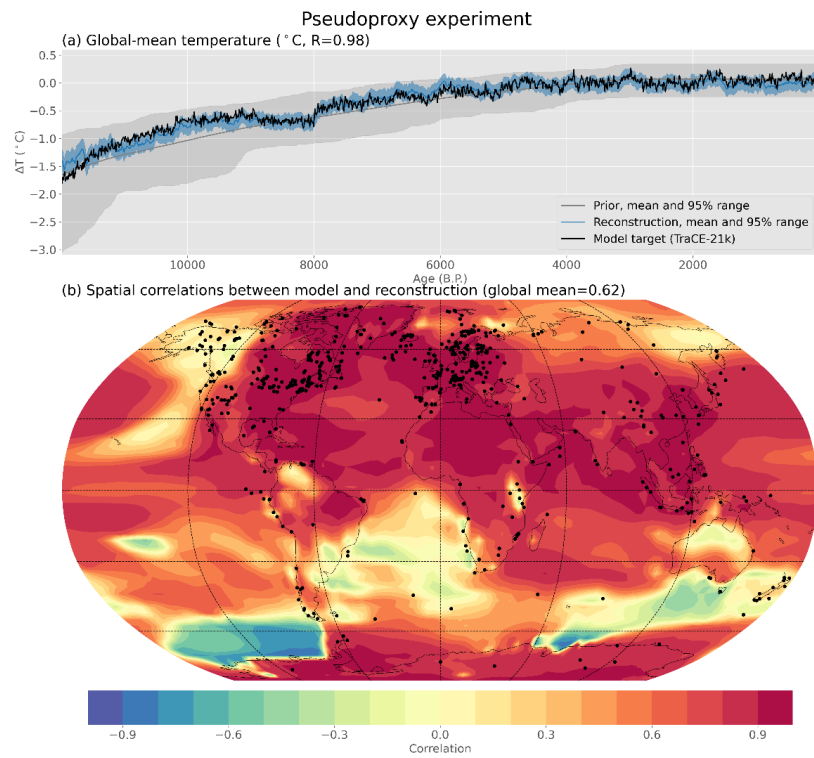 Pseudoproxy experiment
(a) Global-mean temperature (°C, R=0.98)
0.5
0.0
−0.5
−1.0
−1.5
−2.0
−2.5
−3.0
ΔT (°C)
Prior, mean and 95% range
Reconstruction, mean and 95% range
Model target (TraCE-21k)
10000 8000 6000 4000 2000
Age (B.P.)
(b) Spatial correlations between model and reconstruction (global mean=0.62)
−0.9 −0.6 −0.3 0.0 0.3 0.6 0.9
Correlation